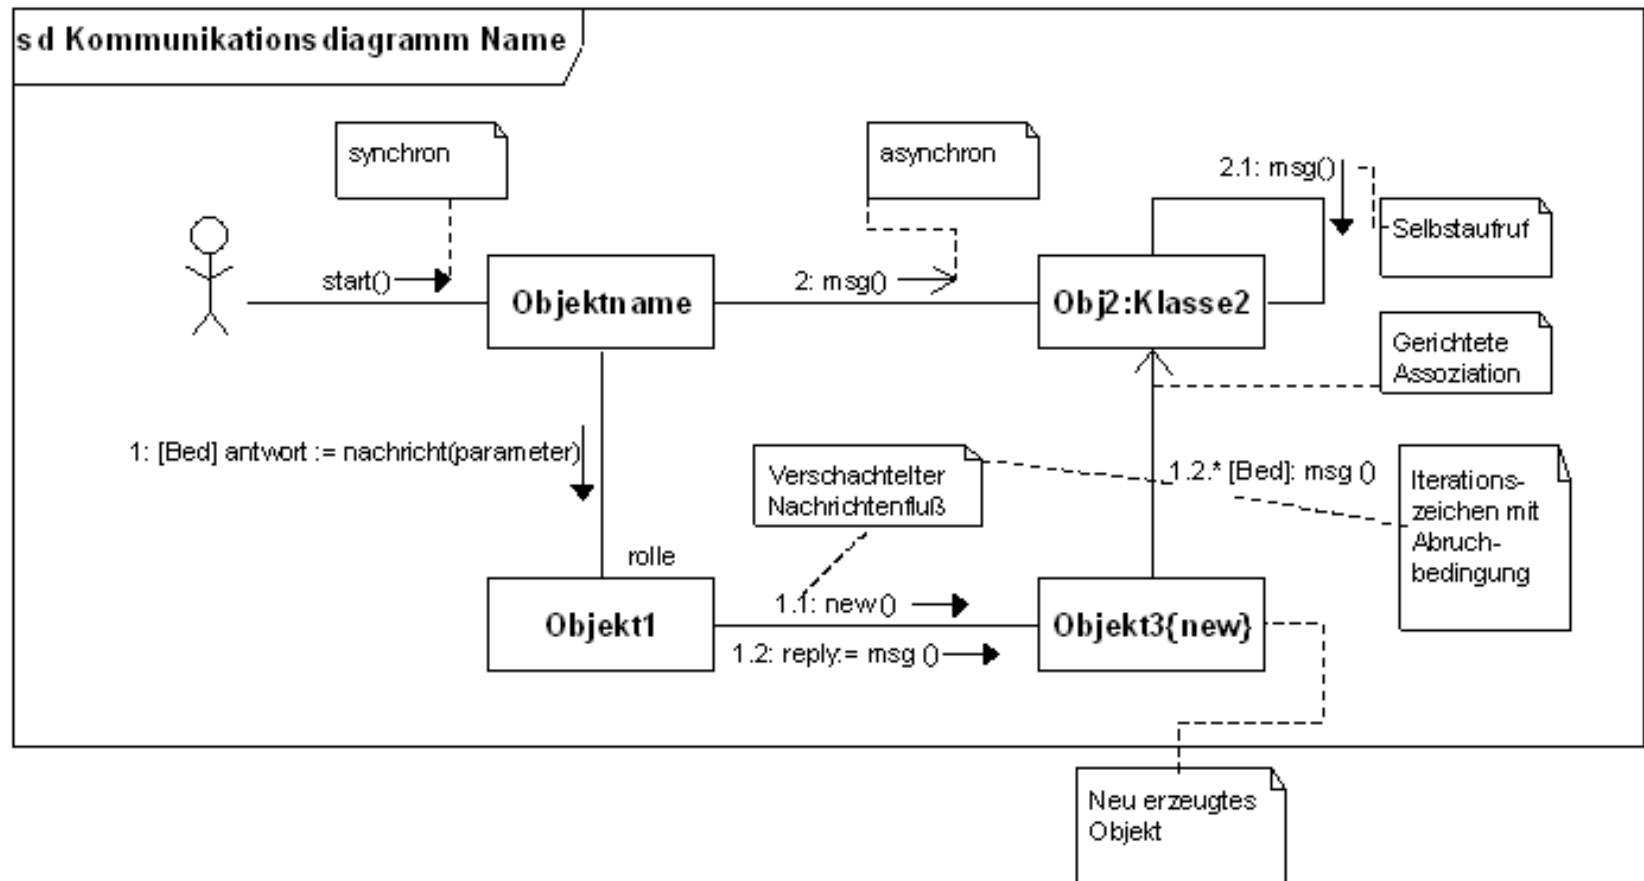 sd Kommunikationsdiagramm Name
synchron
asynchron
2.1: msg()
Selbstaufruf
start()
2: msg()
Objektname
Obj2:Klasse2
Gerichtete
Assoziation
1: [Bed] antwort := nachricht(parameter)
Verschachtelter
Nachrichtenfluß
1.2.* [Bed]: msg ()
Iterations-
zeichen mit
Abruch-
bedingung
rolle
1.1: new()
Objekt1
Objekt3{new}
1.2: reply:= msg ()
Neu erzeugtes
Objekt